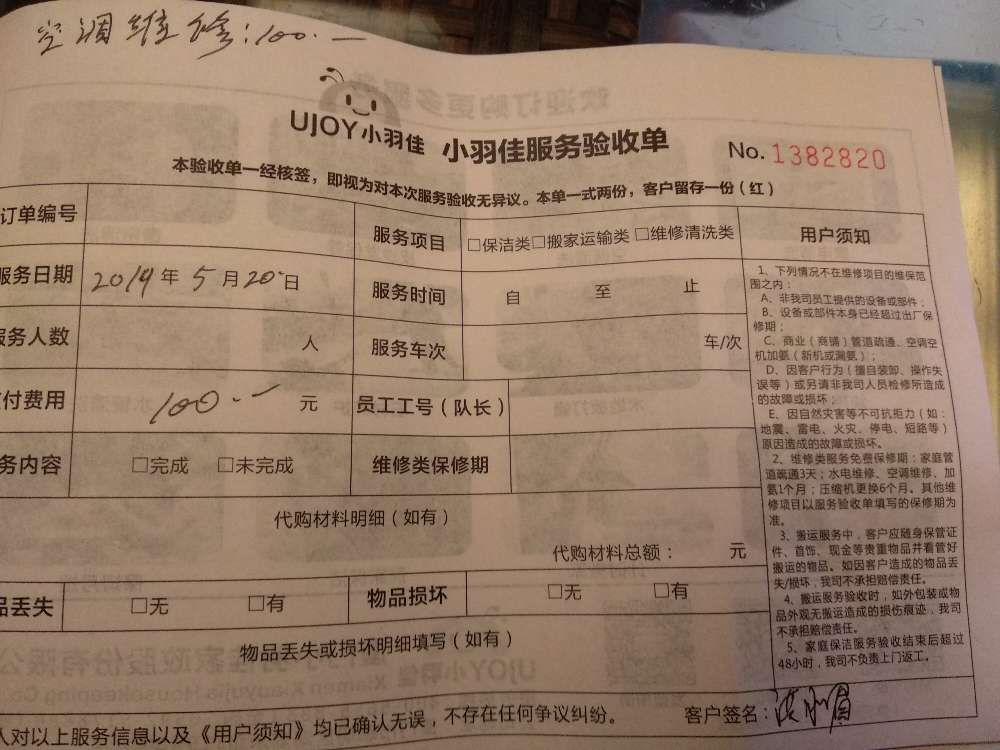 空调维修:100.一
UJOY小羽佳 小羽佳服务验收单 No.1382820
本验收单一经核签，即视为对本次服务验收无异议。本单一式两份，客户留存一份（红）
订单编号 服务项目 □保洁类□搬家运输类 □维修清洗类 用户须知
服务日期 2019年5月20日 服务时间 自 至 止
服务人数 人 服务车次 车/次
付费用 100.一 元 员工工号（队长）
务内容 □完成 □未完成 维修类保修期
代购材料明细（如有）
代购材料总额： 元
品丢失 □无 □有 物品损坏 □无 □有
物品丢失或损坏明细填写（如有）
1、下列情况不在维修项目的维保范
围之内：
A、非我司员工提供的设备或部件；
B、设备或部件本身已经超过出厂保
修期；
C、商业（商铺）管道疏通、空调空
机加氨（新机或漏氨）；
D、因客户行为（擅自装卸、操作失
误等）或另请非我司人员检修所造成
的故障或损坏；
E、因自然灾害等不可抗拒力（如：
地震、雷电、火灾、停电、短路等）
原因造成的故障或损坏。
2、维修类服务免费保修期：家庭管
道疏通3天；水电维修、空调维修、加
氨1个月；压缩机更换6个月。其他维
修项目以服务验收单填写的保修期为
准。
3、搬运服务中，客户应随身保管证
件、首饰、现金等贵重物品并看管好
搬运的物品。如因客户造成的物品丢
失/损坏，我司不承担赔偿责任。
4、搬运服务验收时，如外包装或物
品外观无搬运造成的损伤痕迹，我司
不承担赔偿责任。
5、家庭保洁服务验收结束后超过
48小时，我司不负责上门返工。
人对以上服务信息以及《用户须知》均已确认无误，不存在任何争议纠纷。 客户签名：